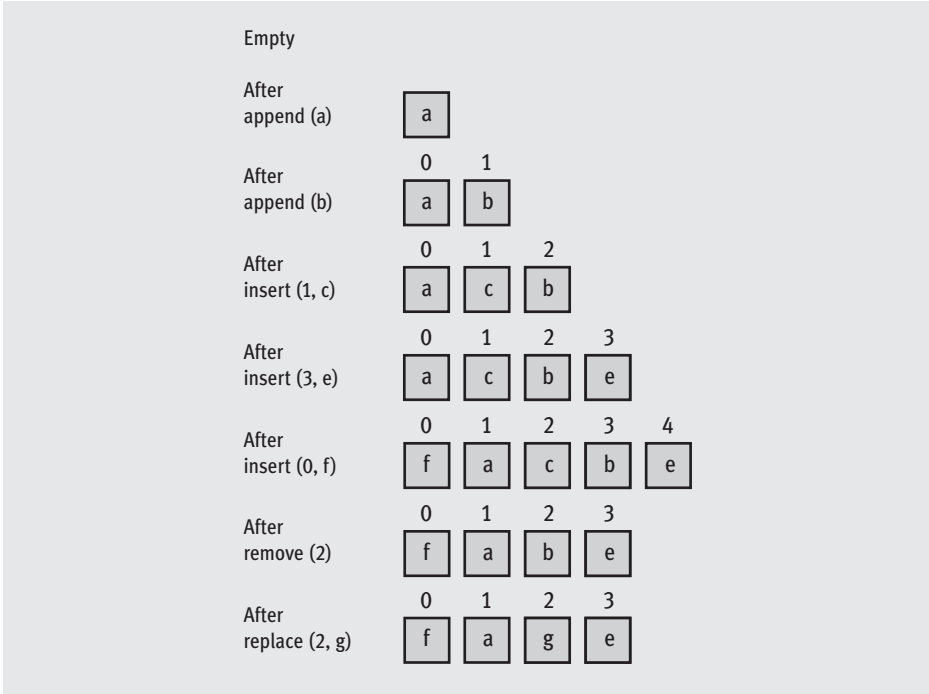 Empty
After
append (a)
a
0 1
After
append (b)
a b
0 1 2
After
insert (1, c)
a c b
0 1 2 3
After
insert (3, e)
a c b e
0 1 2 3 4
After
insert (0, f)
f a c b e
0 1 2 3
After
remove (2)
f a b e
0 1 2 3
After
replace (2, g)
f a g e